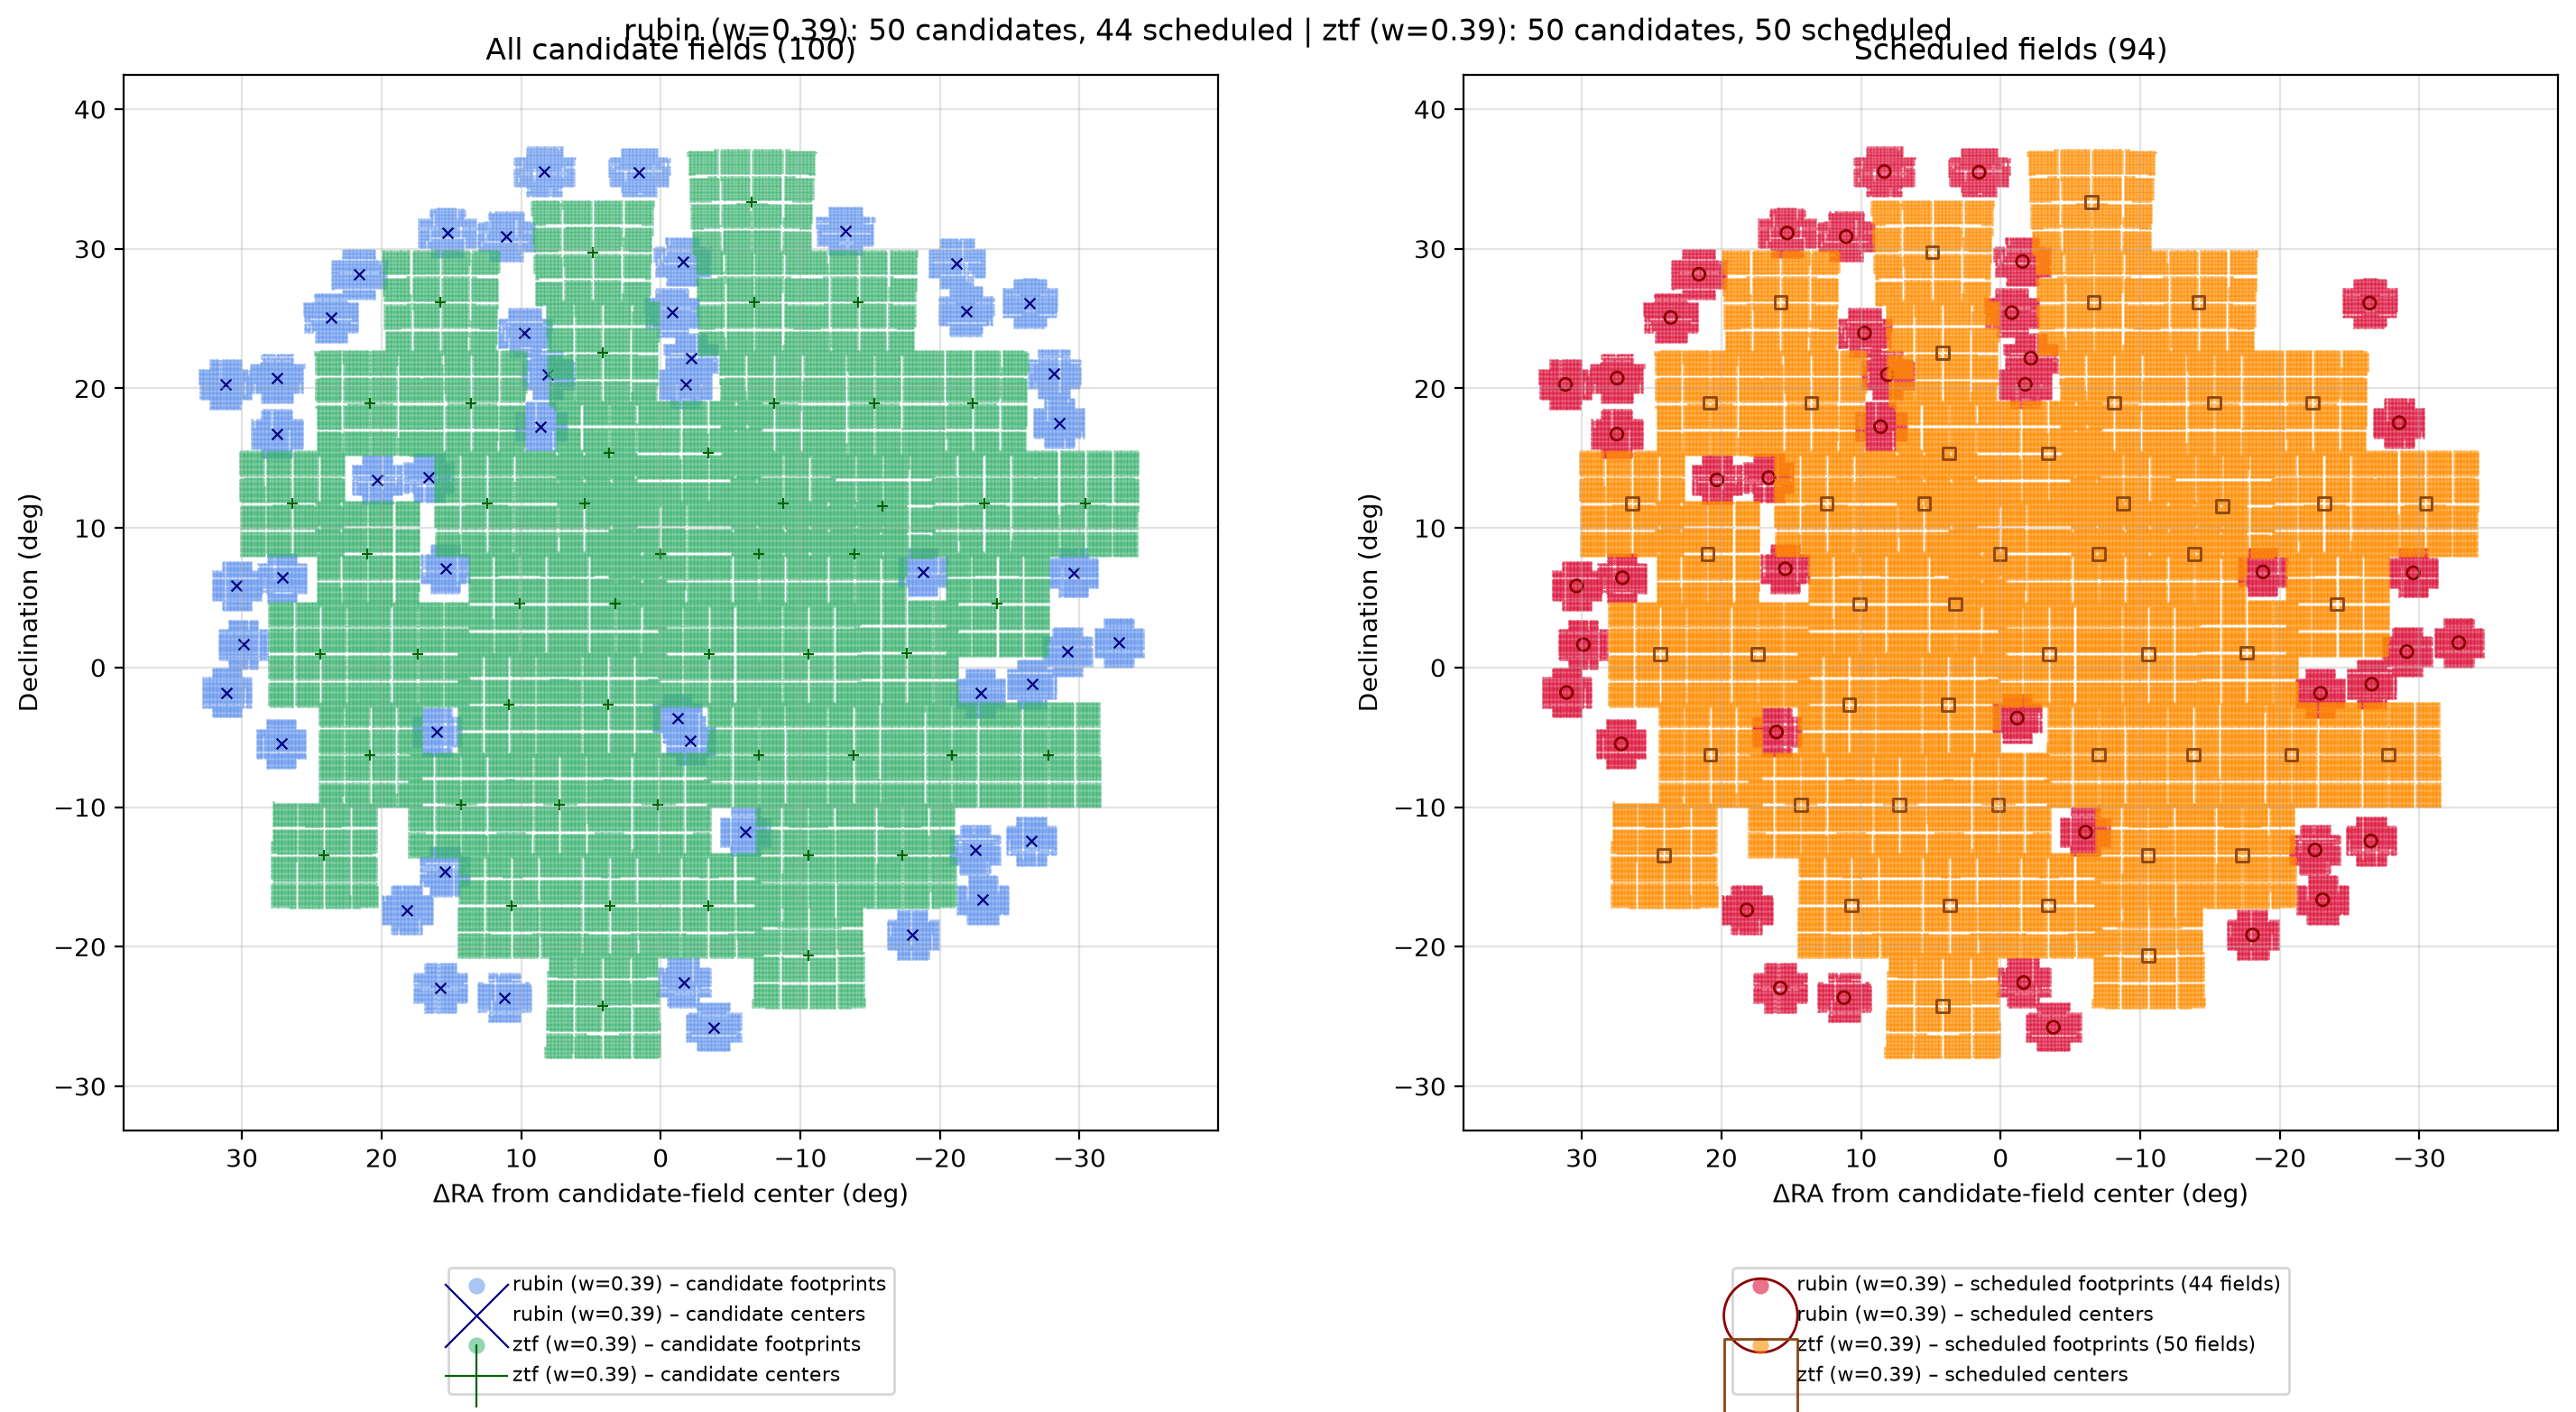 rubin (w=0.39): 50 candidates, 44 scheduled | ztf (w=0.39): 50 candidates, 50 scheduled
All candidate fields (100)
40
30
20
10
0
−10
−20
−30
Declination (deg)
30 20 10 0 −10 −20 −30
ΔRA from candidate-field center (deg)
rubin (w=0.39) – candidate footprints
rubin (w=0.39) – candidate centers
ztf (w=0.39) – candidate footprints
ztf (w=0.39) – candidate centers
Scheduled fields (94)
40
30
20
10
0
−10
−20
−30
Declination (deg)
30 20 10 0 −10 −20 −30
ΔRA from candidate-field center (deg)
rubin (w=0.39) – scheduled footprints (44 fields)
rubin (w=0.39) – scheduled centers
ztf (w=0.39) – scheduled footprints (50 fields)
ztf (w=0.39) – scheduled centers